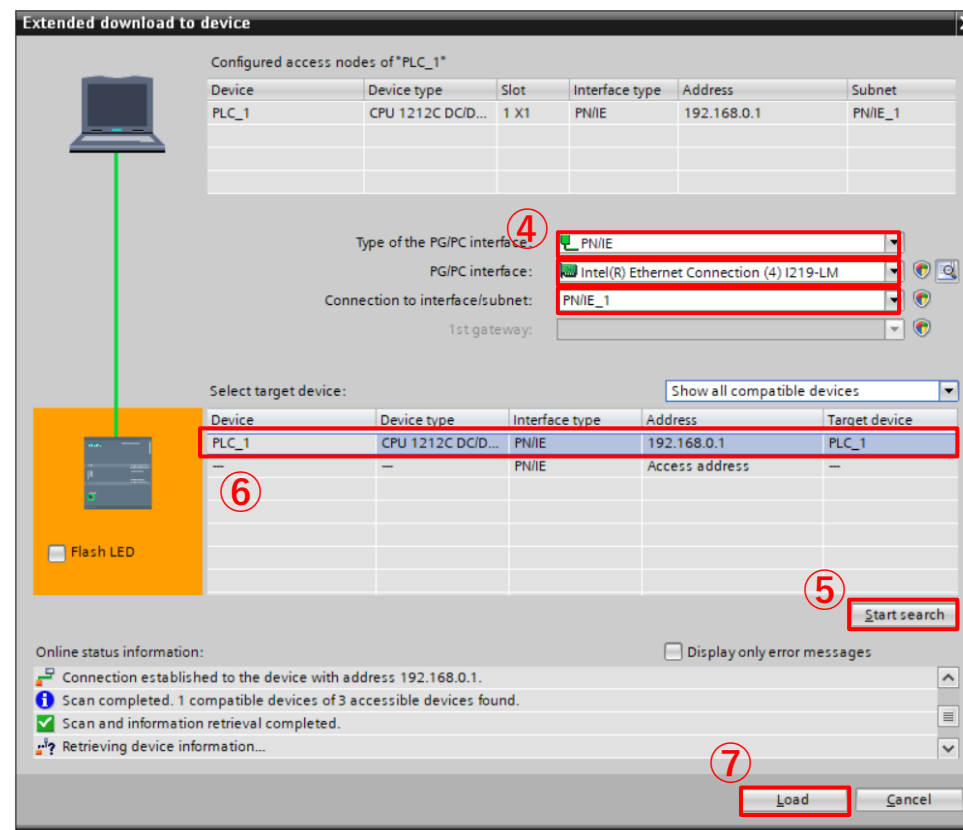 Extended download to device
Configured access nodes of "PLC_1"
Device Device type Slot Interface type Address Subnet
PLC_1 CPU 1212C DC/D... 1 X1 PN/IE 192.168.0.1 PN/IE_1
④
Type of the PG/PC interface: PN/IE
PG/PC interface: Intel(R) Ethernet Connection (4) I219-LM
Connection to interface/subnet: PN/IE_1
1st gateway:
Select target device: Show all compatible devices
Device Device type Interface type Address Target device
PLC_1 CPU 1212C DC/D... PN/IE 192.168.0.1 PLC_1
— — PN/IE Access address —
⑥
Flash LED
⑤
Start search
Online status information: Display only error messages
Connection established to the device with address 192.168.0.1.
Scan completed. 1 compatible devices of 3 accessible devices found.
Scan and information retrieval completed.
Retrieving device information...
⑦
Load Cancel